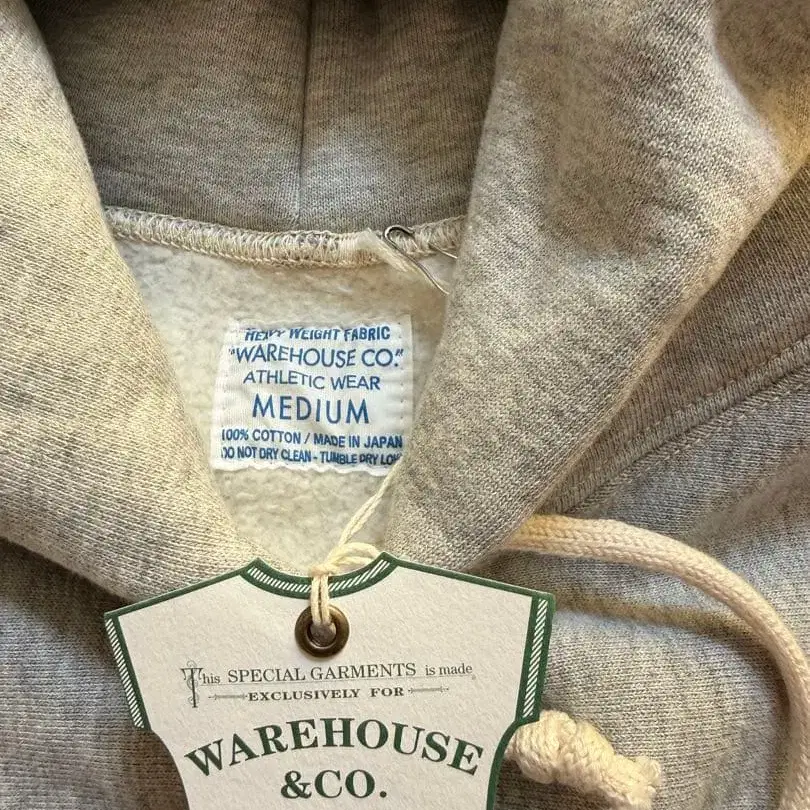 HEAVY WEIGHT FABRIC
"WAREHOUSE CO."
ATHLETIC WEAR
MEDIUM
100% COTTON / MADE IN JAPAN
DO NOT DRY CLEAN - TUMBLE DRY LOW
This SPECIAL GARMENTS is made
EXCLUSIVELY FOR
WAREHOUSE
&CO.